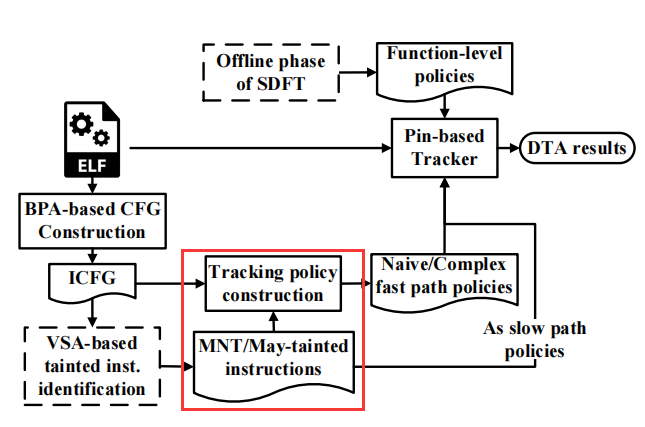 Offline phase
of SDFT
Function-level
policies
Pin-based
Tracker
DTA results
ELF
BPA-based CFG
Construction
ICFG
Tracking policy
construction
Naive/Complex
fast path policies
VSA-based
tainted inst.
identification
MNT/May-tainted
instructions
As slow path
policies